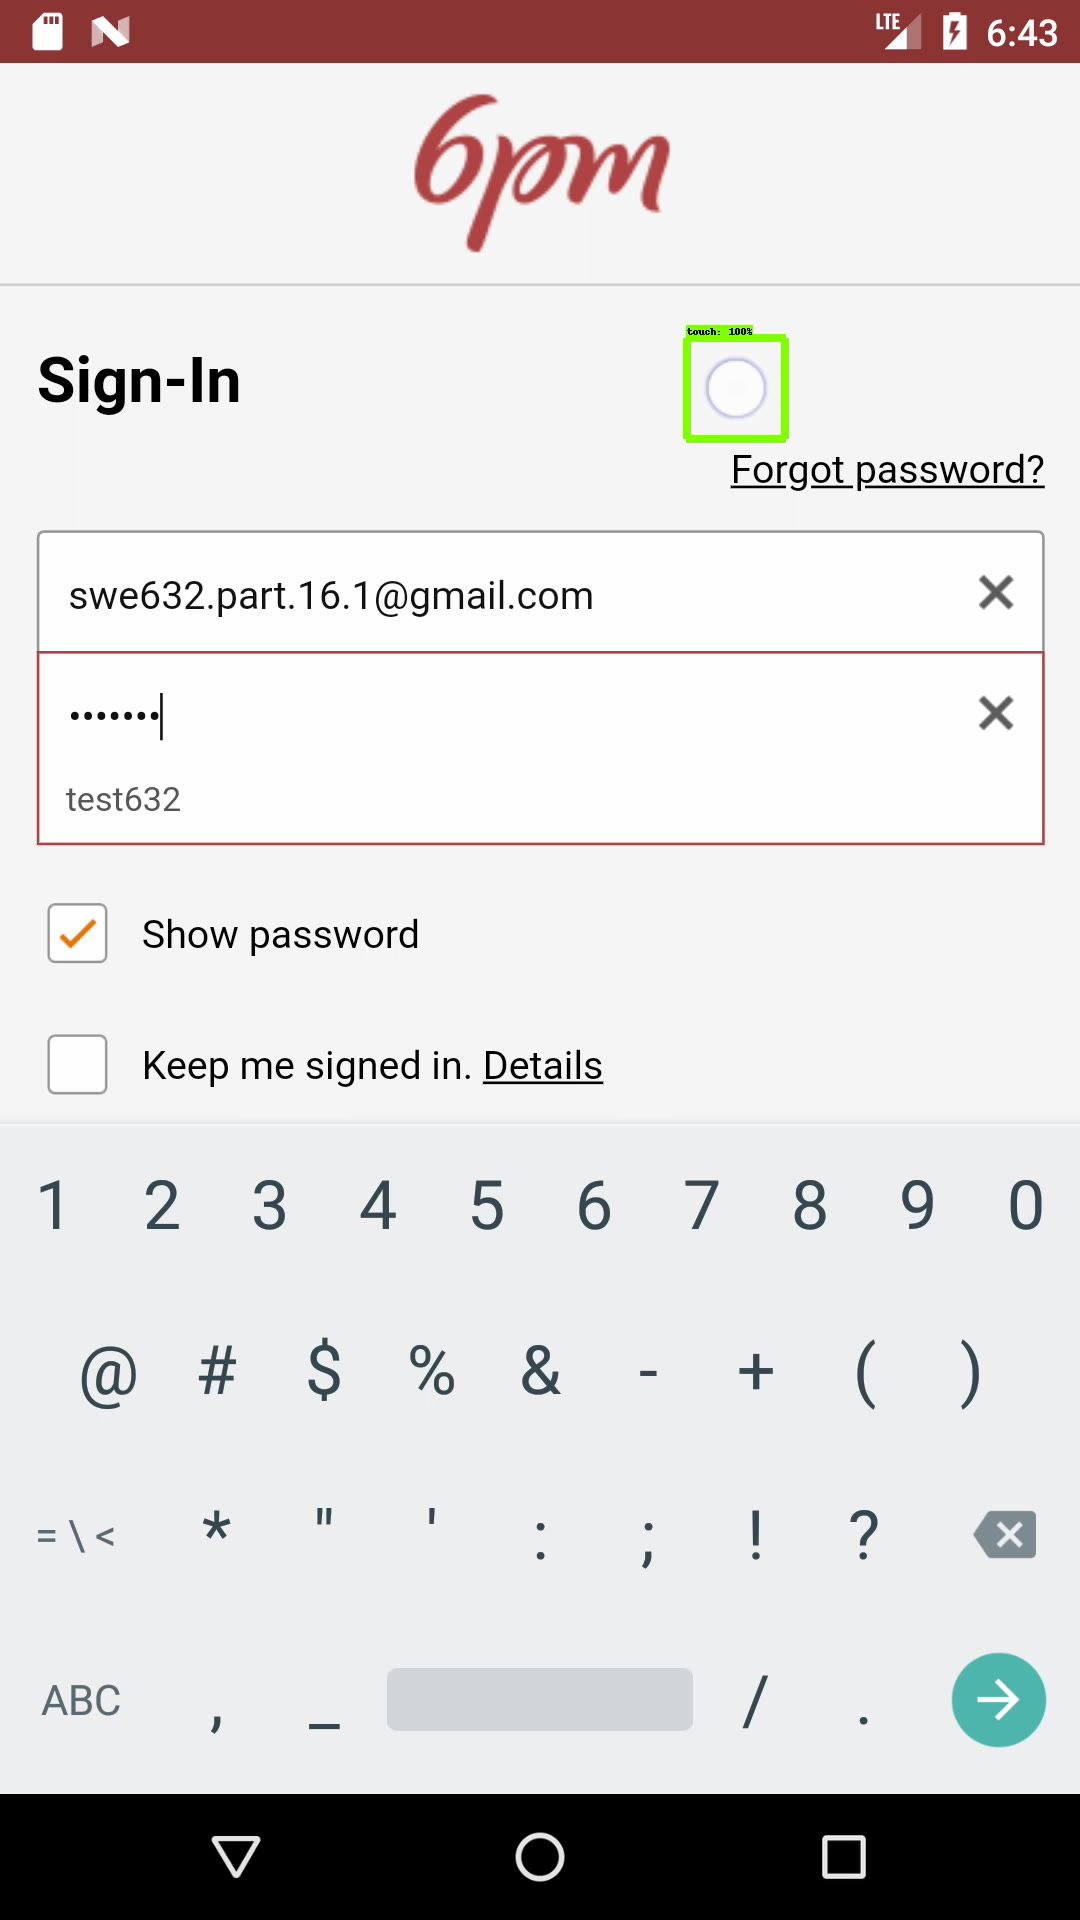 LTE 6:43
6pm
touch: 100%
Sign-In
Forgot password?
swe632.part.16.1@gmail.com
•••••••
test632
Show password
Keep me signed in. Details
1 2 3 4 5 6 7 8 9 0
@ # $ % & - + ( )
= \ < * " ' : ; ! ?
ABC , _ / .